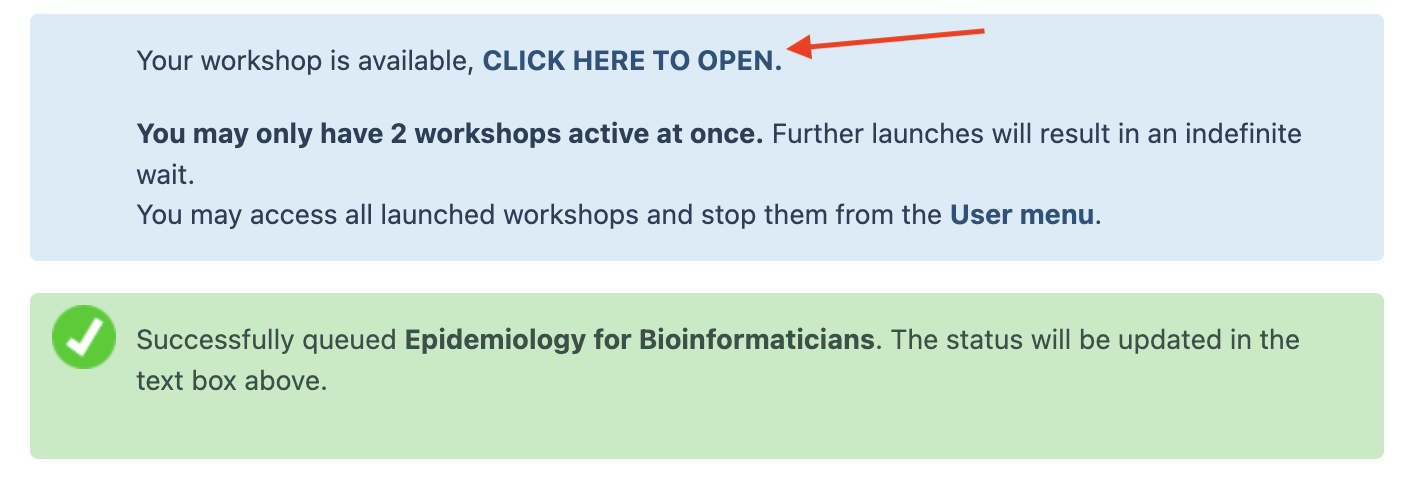 Your workshop is available, CLICK HERE TO OPEN.
You may only have 2 workshops active at once. Further launches will result in an indefinite
wait.
You may access all launched workshops and stop them from the User menu.
Successfully queued Epidemiology for Bioinformaticians. The status will be updated in the
text box above.